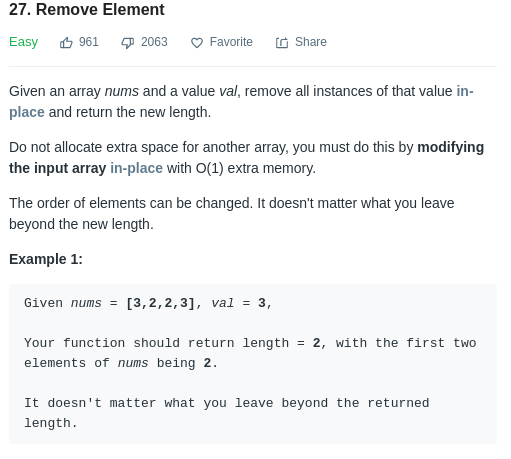 27. Remove Element
Easy 961 2063 Favorite Share
Given an array nums and a value val, remove all instances of that value in-
place and return the new length.
Do not allocate extra space for another array, you must do this by modifying
the input array in-place with O(1) extra memory.
The order of elements can be changed. It doesn't matter what you leave
beyond the new length.
Example 1:
Given nums = [3,2,2,3], val = 3,
Your function should return length = 2, with the first two
elements of nums being 2.
It doesn't matter what you leave beyond the returned
length.